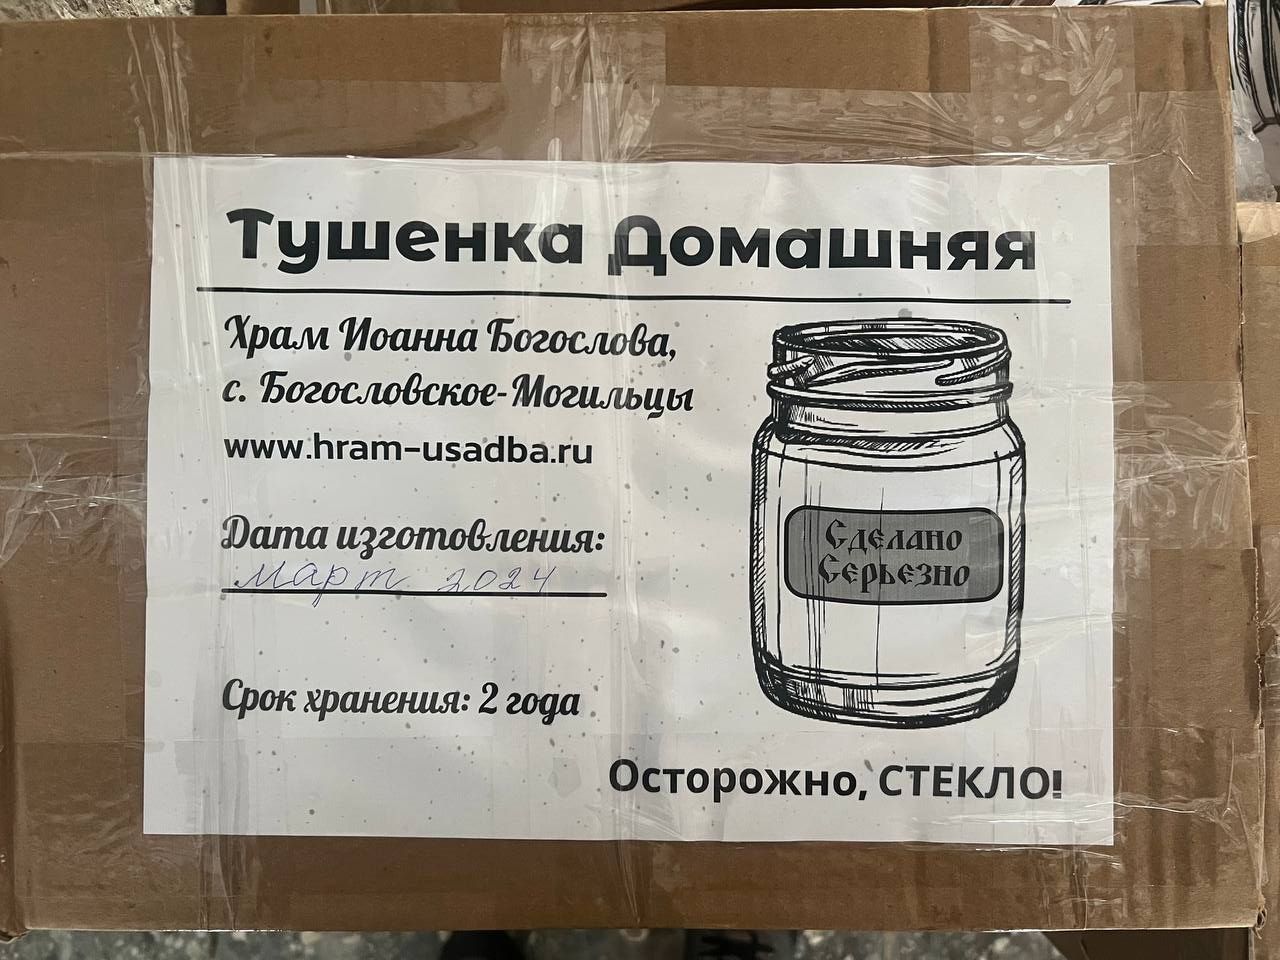 Тушенка Домашняя
Храм Иоанна Богослова,
с. Богословское-Могильцы
www.hram-usadba.ru
Дата изготовления:
март 2024
Срок хранения: 2 года
Сделано
Серьезно
Осторожно, СТЕКЛО!